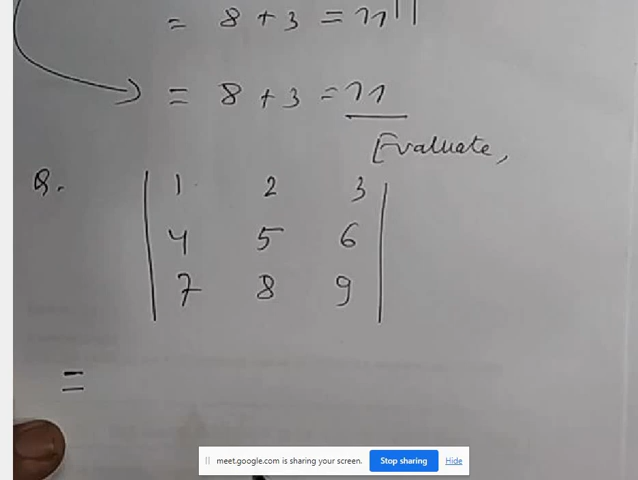 = 8 + 3 = 11
= 8 + 3 = 11
Evaluate,
Q. 1 2 3
4 5 6
7 8 9
=
meet.google.com is sharing your screen. Stop sharing Hide